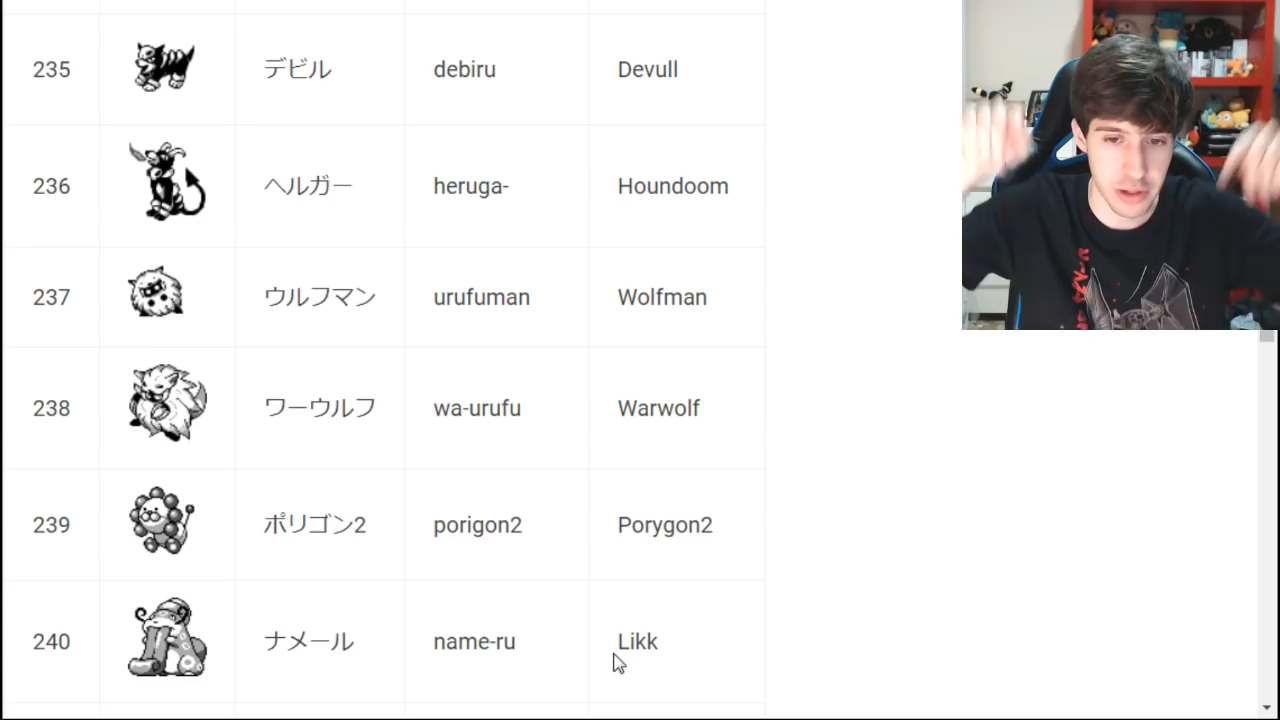 235 デビル debiru Devull
236 ヘルガー heruga- Houndoom
237 ウルフマン urufuman Wolfman
238 ワーウルフ wa-urufu Warwolf
239 ポリゴン2 porigon2 Porygon2
240 ナメール name-ru Likk